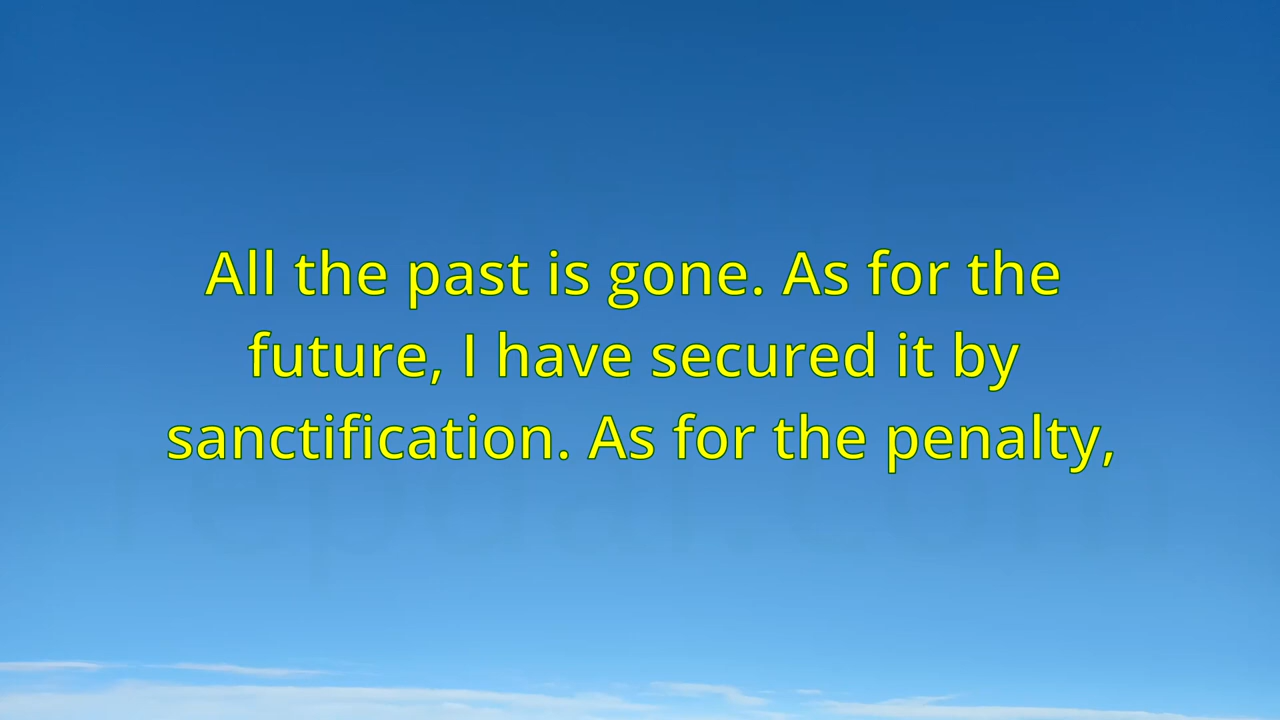 All the past is gone. As for the
future, I have secured it by
sanctification. As for the penalty,